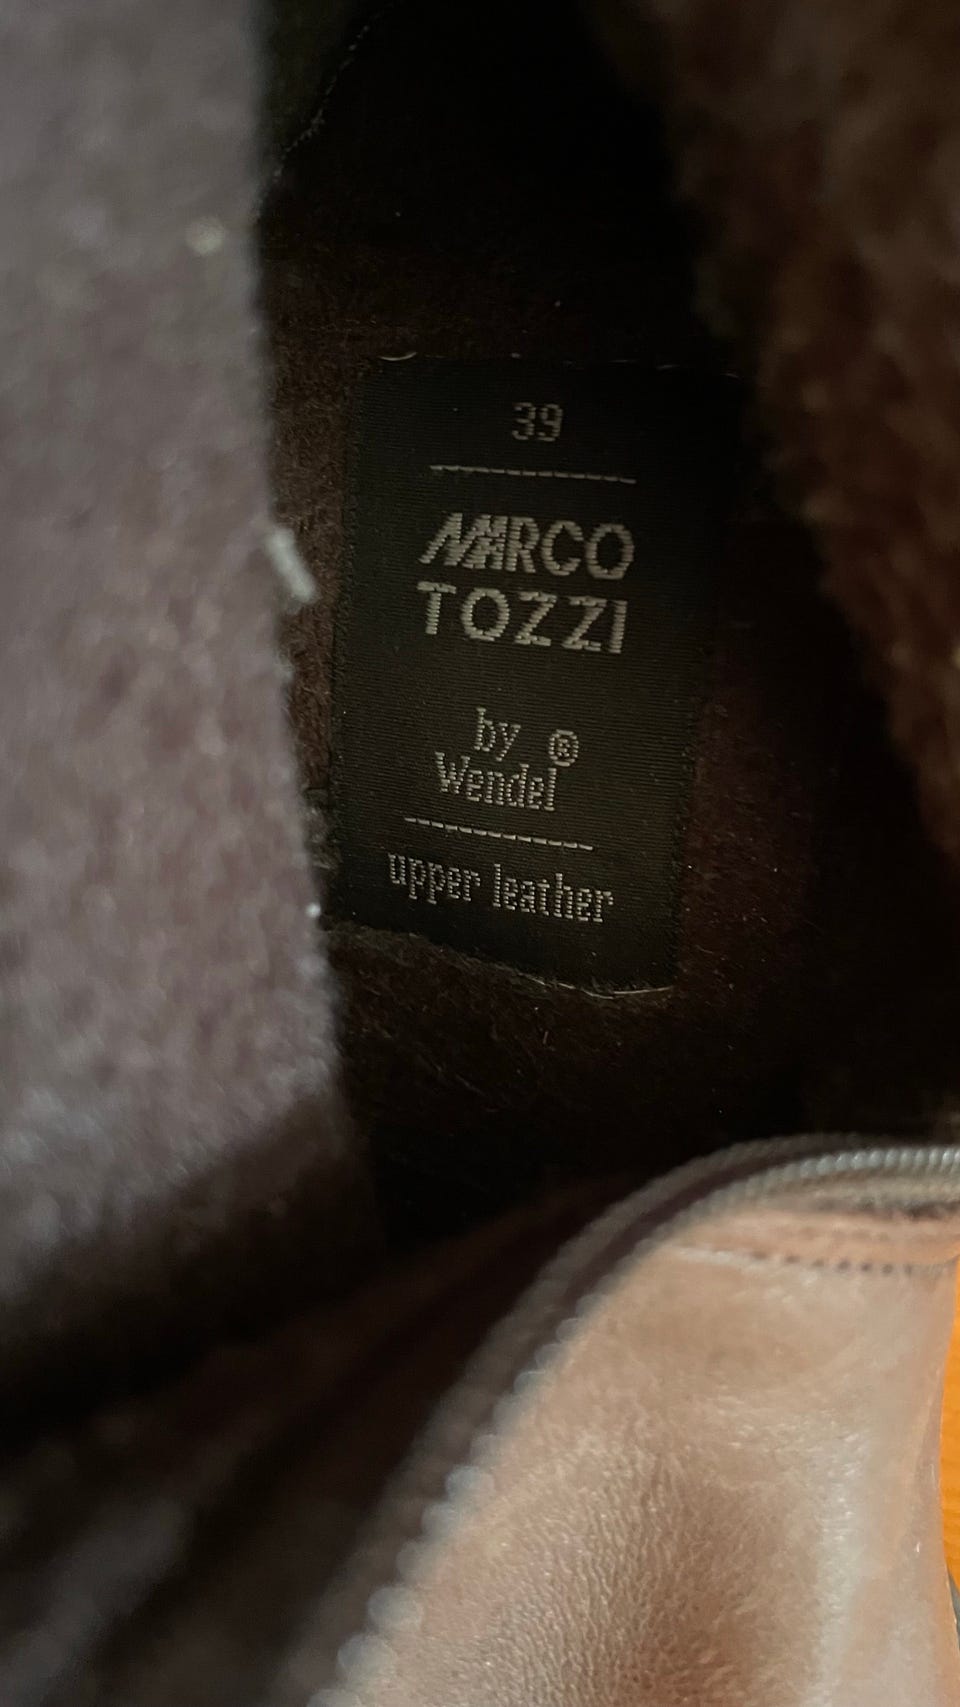 39
MARCO
TOZZI
by ®
Wendel
upper leather